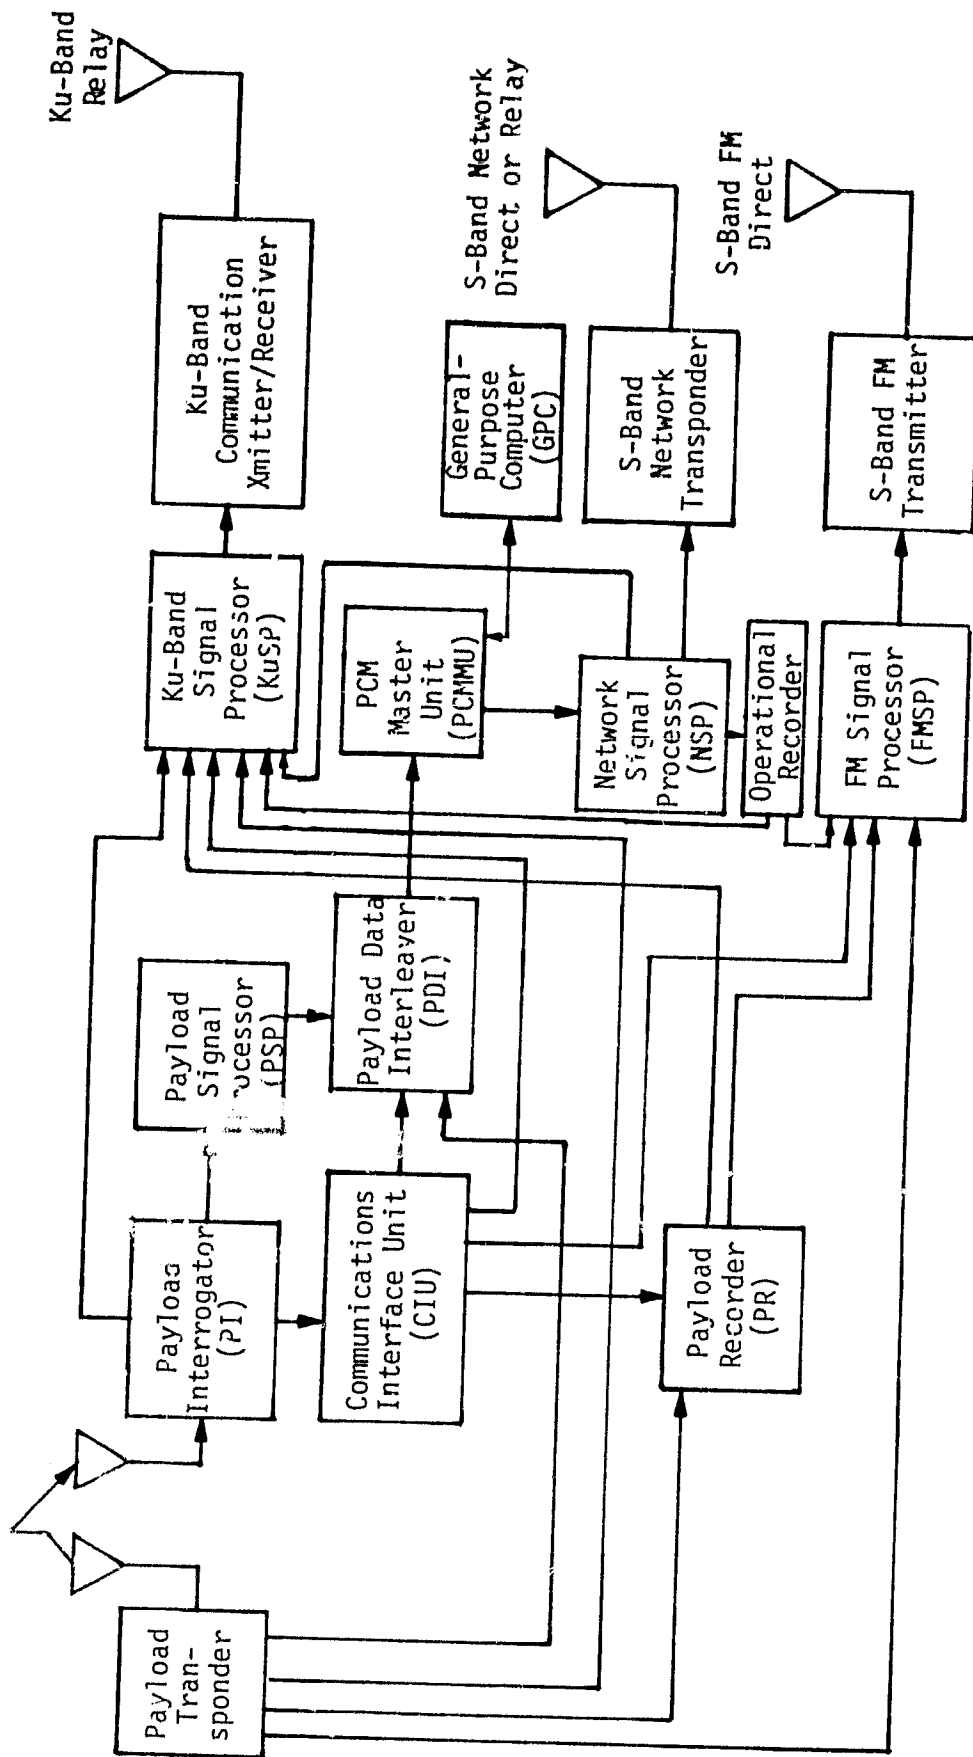 Ku-Band
Relay
Ku-Band
Communication
Xmitter/Receiver
Ku-Band
Signal
Processor
(KuSP)
S-Band Network
Direct or Relay
General-
Purpose
Computer
(GPC)
PCM
Master
Unit
(PCMMU)
S-Band
Network
Transponder
Network
Signal
Processor
(NSP)
Operational
Recorder
S-Band FM
Direct
S-Band FM
Transmitter
FM Signal
Processor
(FMSP)
Payload
Signal
(PSP)
Payload Data
Interleaver
(PDI)
Payload
Interrogator
(PI)
Communications
Interface Unit
(CIU)
Payload
Recorder
(PR)
Payload
Tran-
sponder